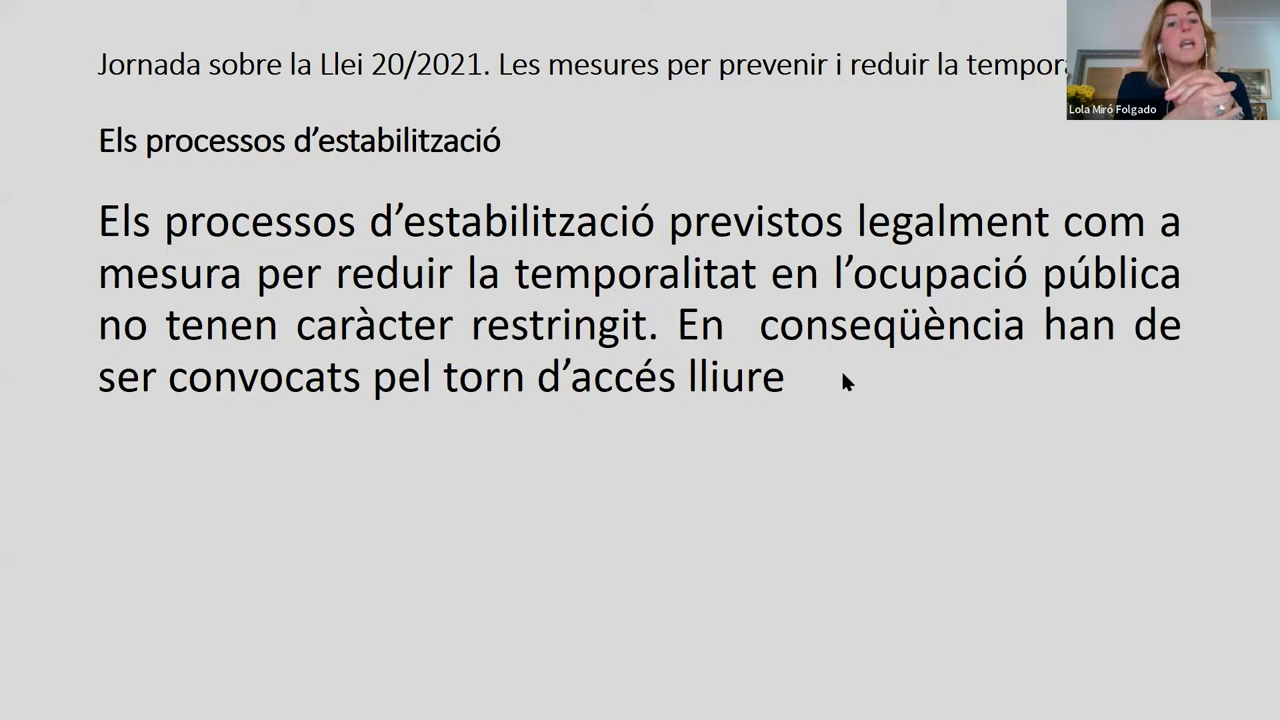 Jornada sobre la Llei 20/2021. Les mesures per prevenir i reduir la
Lola Miró Folgado
Els processos d’estabilització
Els processos d’estabilització previstos legalment com a
mesura per reduir la temporalitat en l’ocupació pública
no tenen caràcter restringit. En  conseqüència han de
ser convocats pel torn d’accés lliure